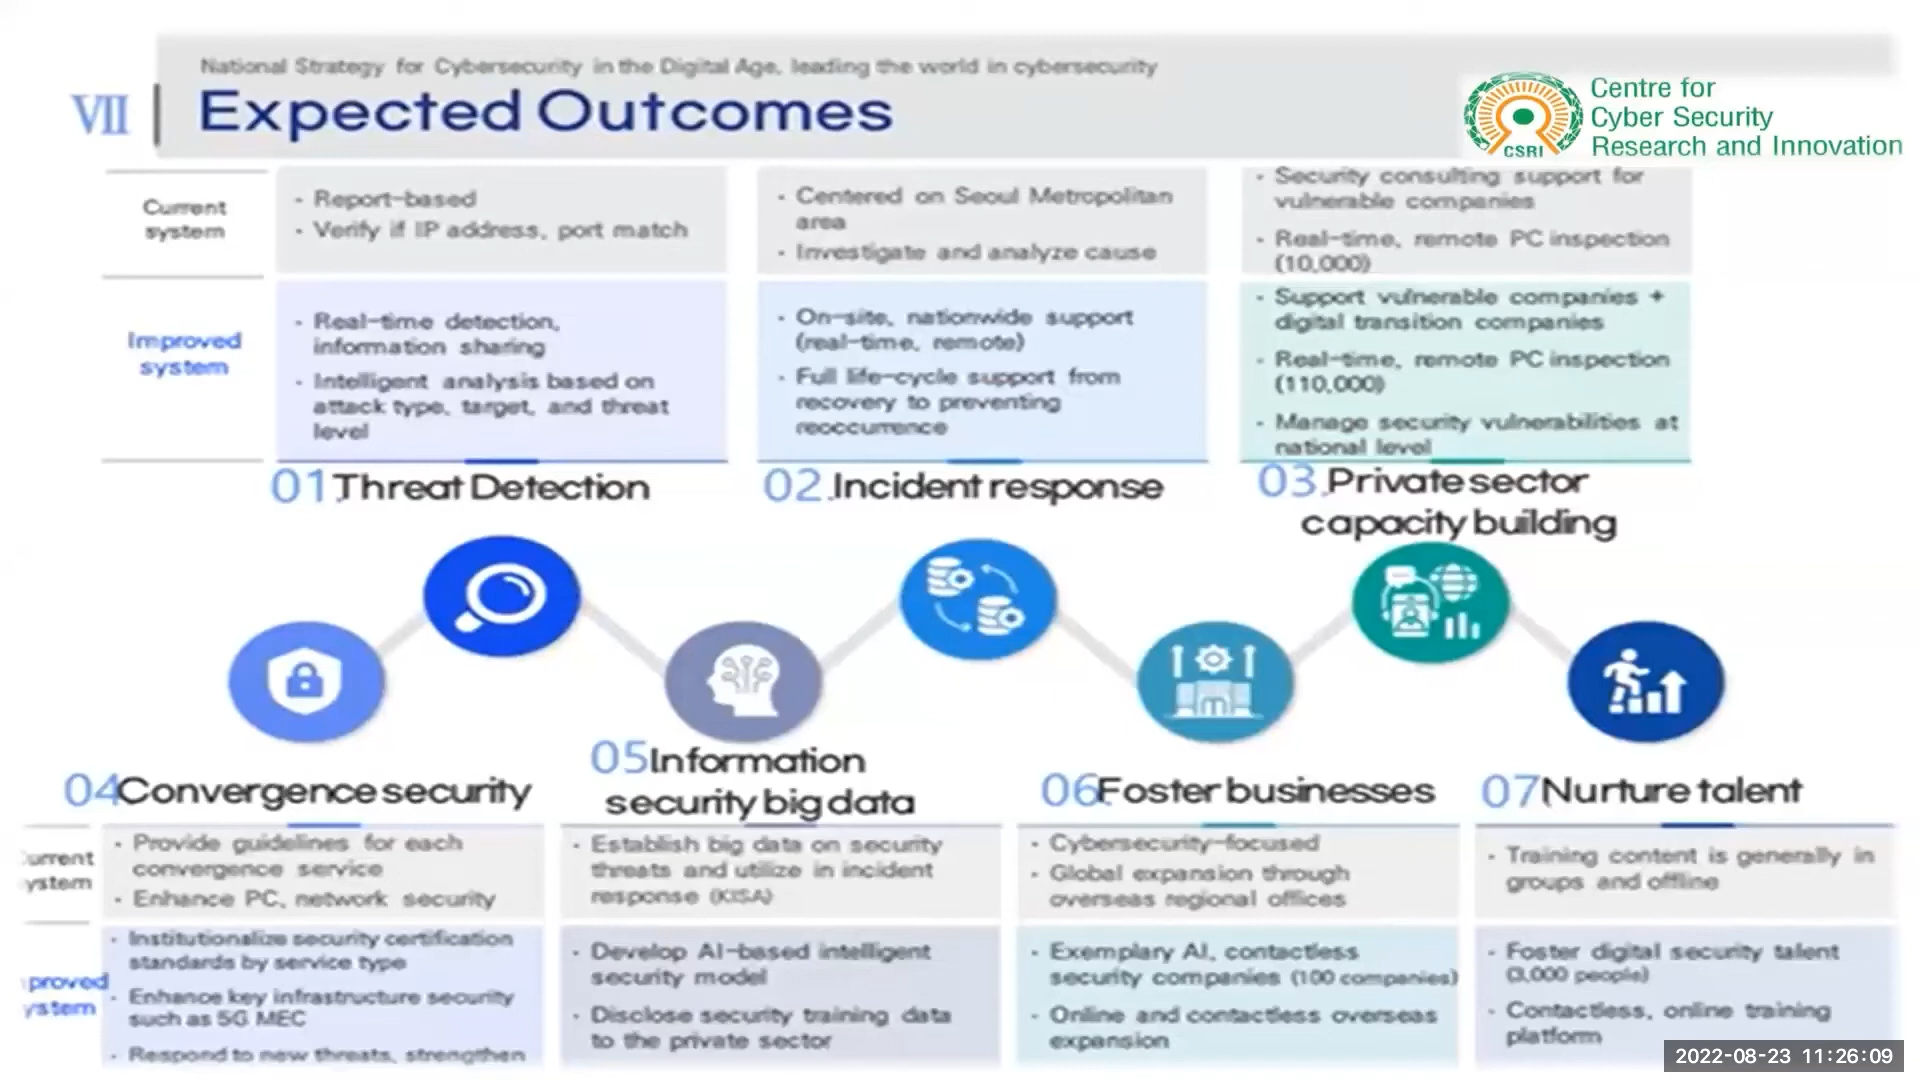 National Strategy for Cybersecurity in the Digital Age, leading the world in cybersecurity
VII
Expected Outcomes
CSRI
Centre for
Cyber Security
Research and Innovation
Current
system
- Report-based
- Verify if IP address, port match
- Centered on Seoul Metropolitan
area
- Investigate and analyze cause
- Security consulting support for
vulnerable companies
- Real-time, remote PC inspection
(10,000)
Improved
system
- Real-time detection,
information sharing
- Intelligent analysis based on
attack type, target, and threat
level
- On-site, nationwide support
(real-time, remote)
- Full life-cycle support from
recovery to preventing
reoccurrence
- Support vulnerable companies +
digital transition companies
- Real-time, remote PC inspection
(110,000)
- Manage security vulnerabilities at
national level
01.Threat Detection
02.Incident response
03.Private sector
capacity building
04Convergence security
05Information
security big data
06.Foster businesses
07Nurture talent
urrent
ystem
- Provide guidelines for each
convergence service
- Enhance PC, network security
- Establish big data on security
threats and utilize in incident
response (KISA)
- Cybersecurity-focused
- Global expansion through
overseas regional offices
- Training content is generally in
groups and offline
proved
ystem
- Institutionalize security certification
standards by service type
- Enhance key infrastructure security
such as 5G MEC
- Respond to new threats, strengthen
- Develop AI-based intelligent
security model
- Disclose security training data
to the private sector
- Exemplary AI, contactless
security companies (100 companies)
- Online and contactless overseas
expansion
- Foster digital security talent
(3,000 people)
- Contactless, online training
platform
2022-08-23 11:26:09